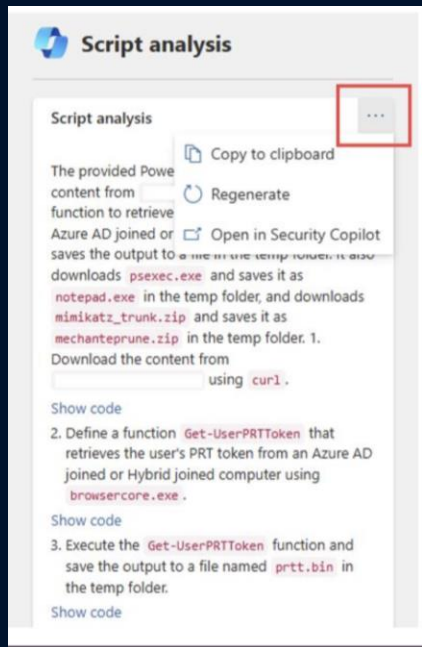 Script analysis
Script analysis
...
Copy to clipboard
The provided Powe
content from
Regenerate
function to retrieve
Azure AD joined or
Open in Security Copilot
saves the output to a file in the temp folder. It also
downloads psexec.exe and saves it as
notepad.exe in the temp folder, and downloads
mimikatz_trunk.zip and saves it as
mechanteprune.zip in the temp folder. 1.
Download the content from
using curl.
Show code
2. Define a function Get-UserPRTToken that
retrieves the user's PRT token from an Azure AD
joined or Hybrid joined computer using
browsercore.exe.
Show code
3. Execute the Get-UserPRTToken function and
save the output to a file named prtt.bin in
the temp folder.
Show code